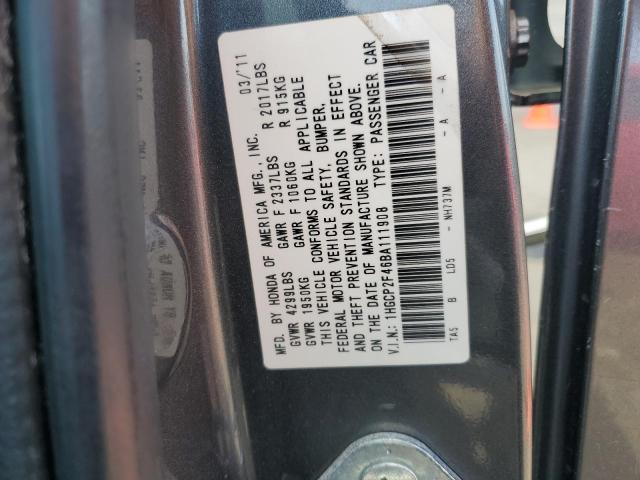 MFD. BY HONDA OF AMERICA MFG., INC. 03/'11
GVWR 4299LBS GAWR F 2337LBS R 2017LBS
GVWR 1950KG GAWR F 1060KG R 915KG
THIS VEHICLE CONFORMS TO ALL APPLICABLE
FEDERAL MOTOR VEHICLE SAFETY, BUMPER,
AND THEFT PREVENTION STANDARDS IN EFFECT
ON THE DATE OF MANUFACTURE SHOWN ABOVE.
V.I.N.: 1HGCP2F46BA111908 TYPE: PASSENGER CAR
TA5 B LD5 - NH737M - A - A